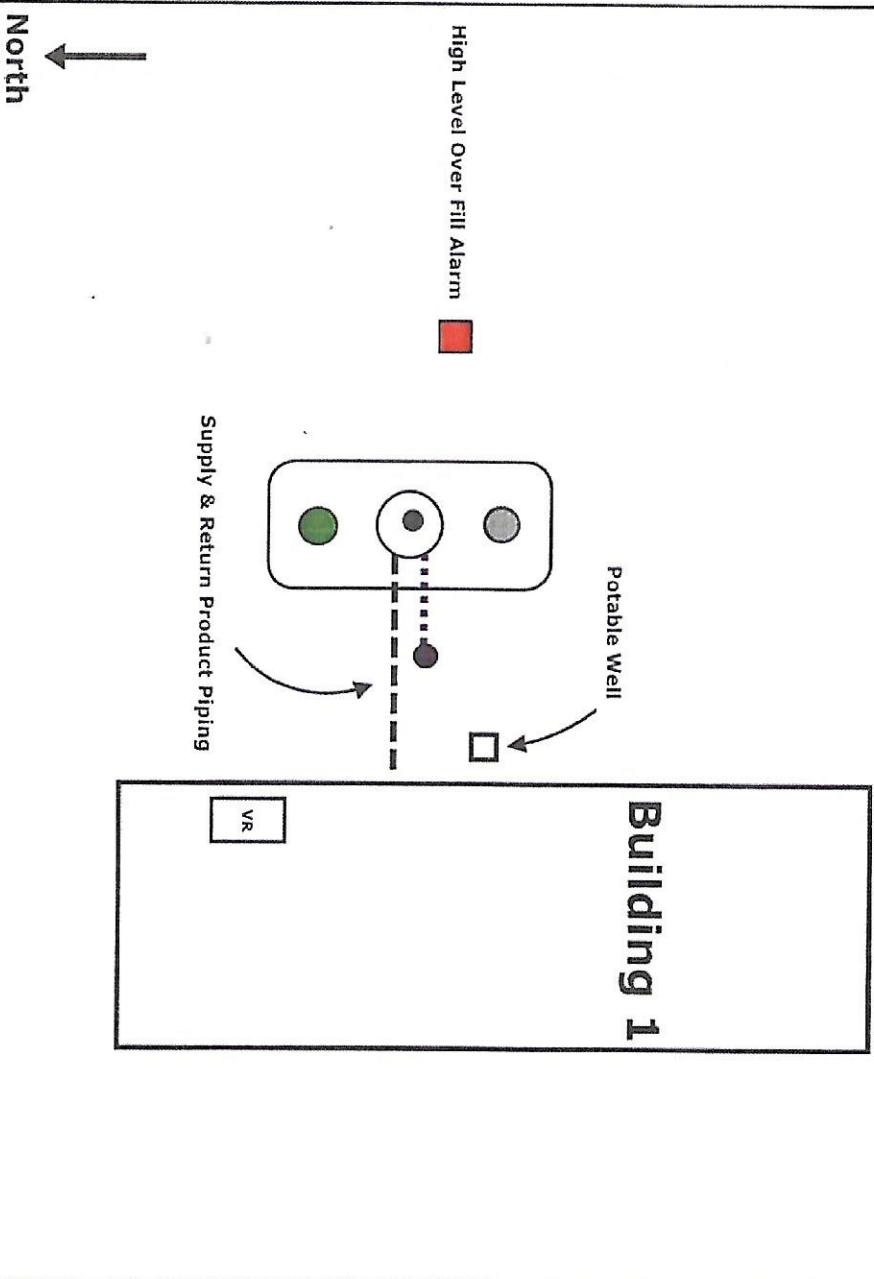 Building 1
Potable Well
High Level Over Fill Alarm
Supply & Return Product Piping
VR
North